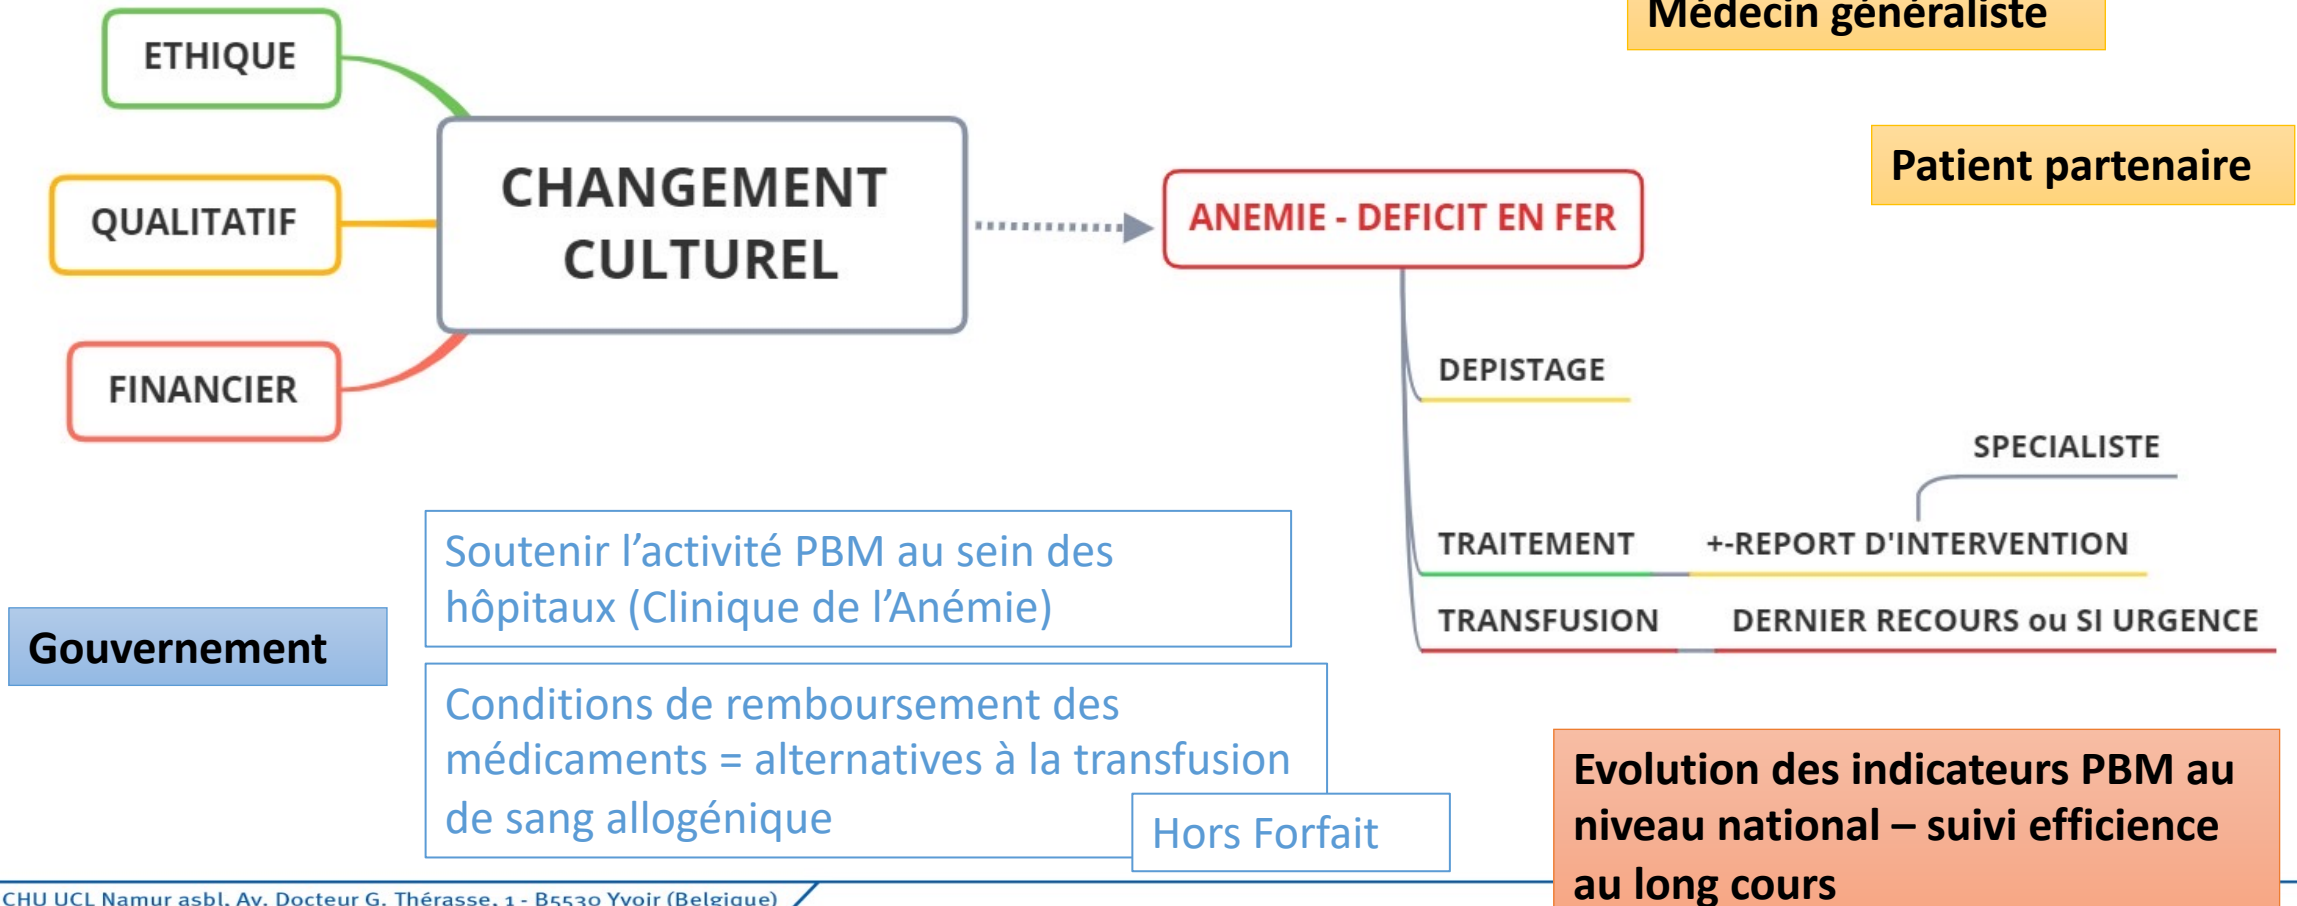 Médecin généraliste
ETHIQUE
Patient partenaire
CHANGEMENT
CULTUREL
QUALITATIF
ANEMIE - DEFICIT EN FER
FINANCIER
DEPISTAGE
SPECIALISTE
TRAITEMENT +-REPORT D'INTERVENTION
TRANSFUSION DERNIER RECOURS ou SI URGENCE
Gouvernement
Soutenir l’activité PBM au sein des
hôpitaux (Clinique de l’Anémie)
Conditions de remboursement des
médicaments = alternatives à la transfusion
de sang allogénique
Hors Forfait
Evolution des indicateurs PBM au
niveau national – suivi efficience
au long cours
CHU UCL Namur asbl, Av. Docteur G. Thérasse, 1 - B5530 Yvoir (Belgique)